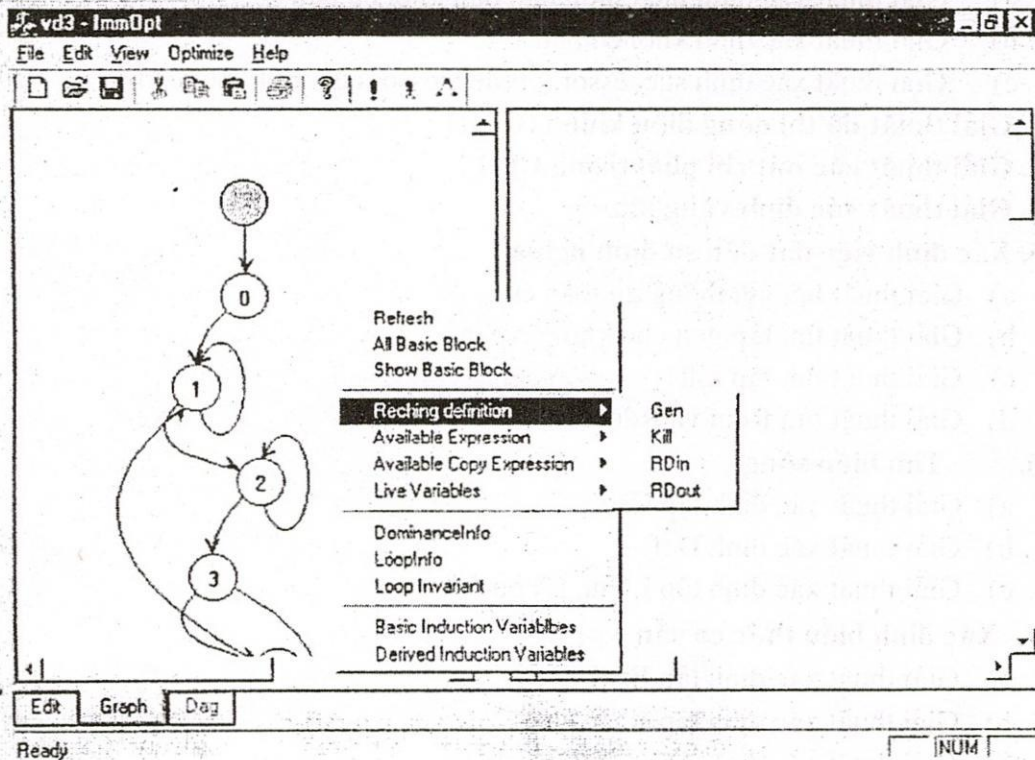 vd3 - ImmOpt
File Edit View Optimize Help
0
1
2
3
Refresh
All Basic Block
Show Basic Block
Reching definition
Available Expression
Available Copy Expression
Live Variables
DominanceInfo
LoopInfo
Loop Invariant
Basic Induction Variabibes
Derived Induction Variables
Gen
Kill
RDin
RDout
Edit Graph Dag
Ready NUM